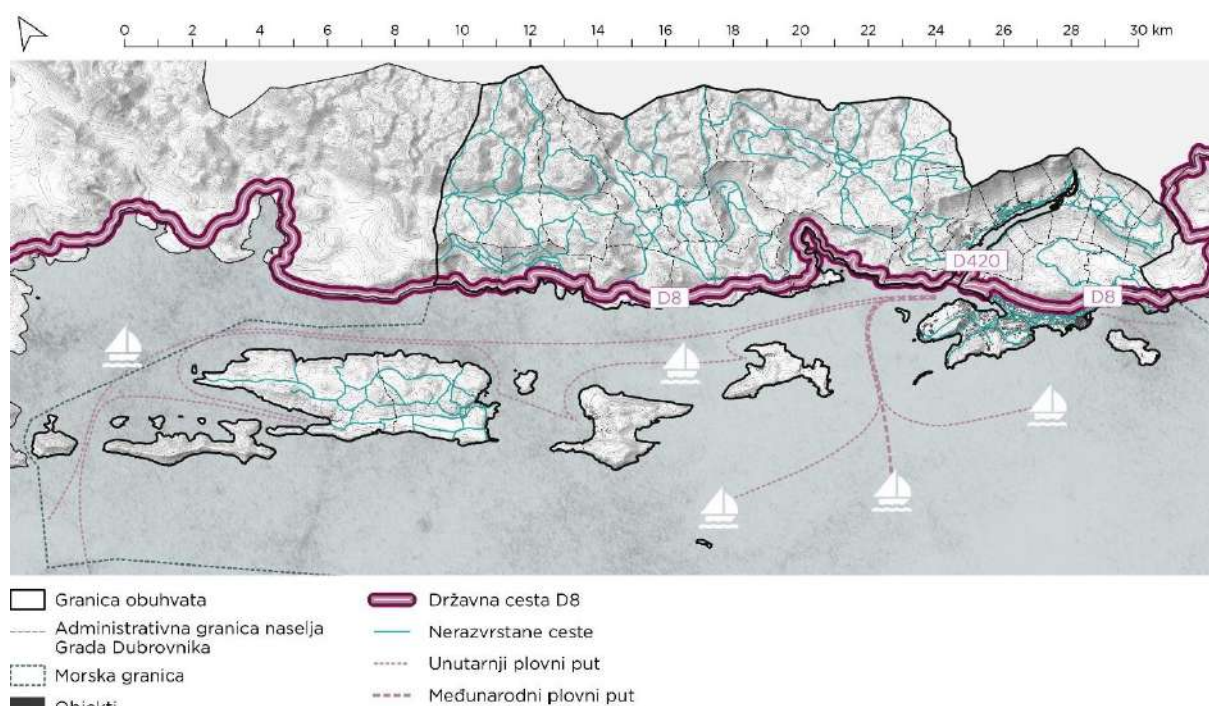 0 2 4 6 8 10 12 14 16 18 20 22 24 26 28 30 km
D420
D8 D8
Granica obuhvata
Administrativna granica naselja
Grada Dubrovnika
Morska granica
Objekti
Državna cesta D8
Nerazvrstane ceste
Unutarnji plovni put
Međunarodni plovni put